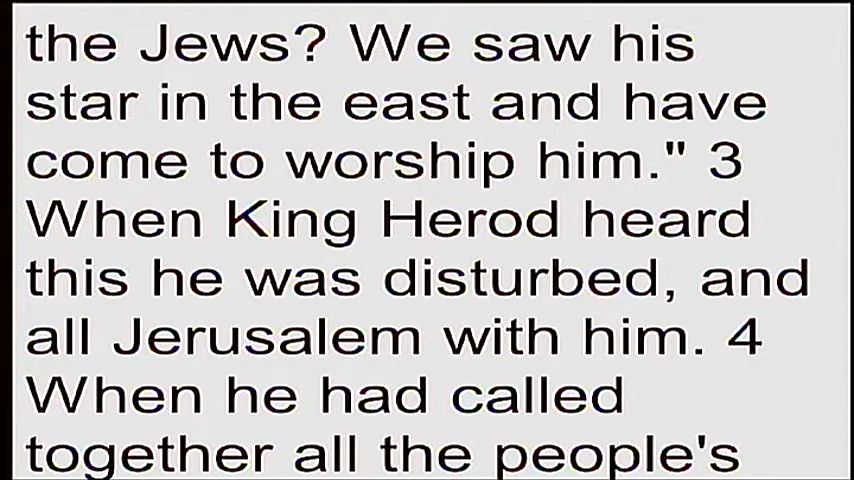 the Jews? We saw his
star in the east and have
come to worship him." 3
When King Herod heard
this he was disturbed, and
all Jerusalem with him. 4
When he had called
together all the people's